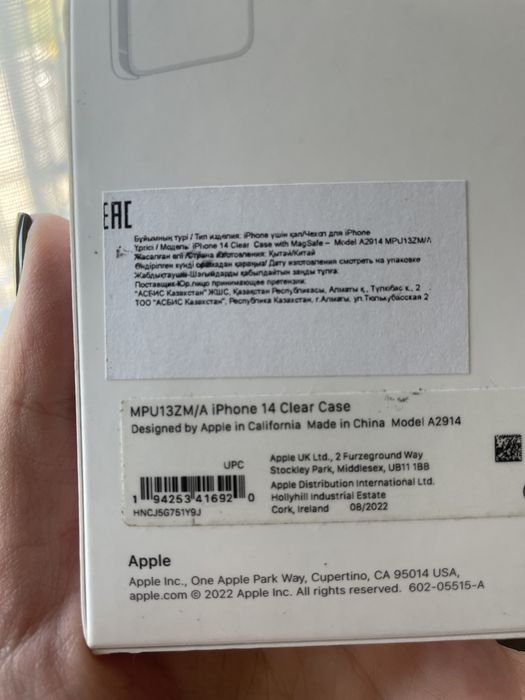 EAC
Бұйымның түрі / Тип изделия: iPhone үшін қап/Чехол для iPhone
Үлгісі / Модель: iPhone 14 Clear Case with MagSafe – Model A2914 MPU13ZM/A
Жасалған елі /Страна изготовления: Қытай/Китай
Өндірілген күнді орамадан қараңыз/ Дату изготовления смотреть на упаковке
Жабдықтаушы-Шағымдарды қабылдайтын заңды тұлға:
Поставщик-Юр.лицо принимающее претензии:
"АСБИС Казахстан" ЖШС, Қазақстан Республикасы, Алматы қ., Түлкібас к., 2
ТОО "АСБИС Казахстан", Республика Казахстан, г.Алматы, ул.Тюлькубасская 2
MPU13ZM/A iPhone 14 Clear Case
Designed by Apple in California Made in China Model A2914
UPC
1 94253 41692 0
HNCJ5G751Y9J
Apple UK Ltd., 2 Furzeground Way
Stockley Park, Middlesex, UB11 1BB
Apple Distribution International Ltd.
Hollyhill Industrial Estate
Cork, Ireland 08/2022
Apple
Apple Inc., One Apple Park Way, Cupertino, CA 95014 USA,
apple.com © 2022 Apple Inc. All rights reserved. 602-05515-A